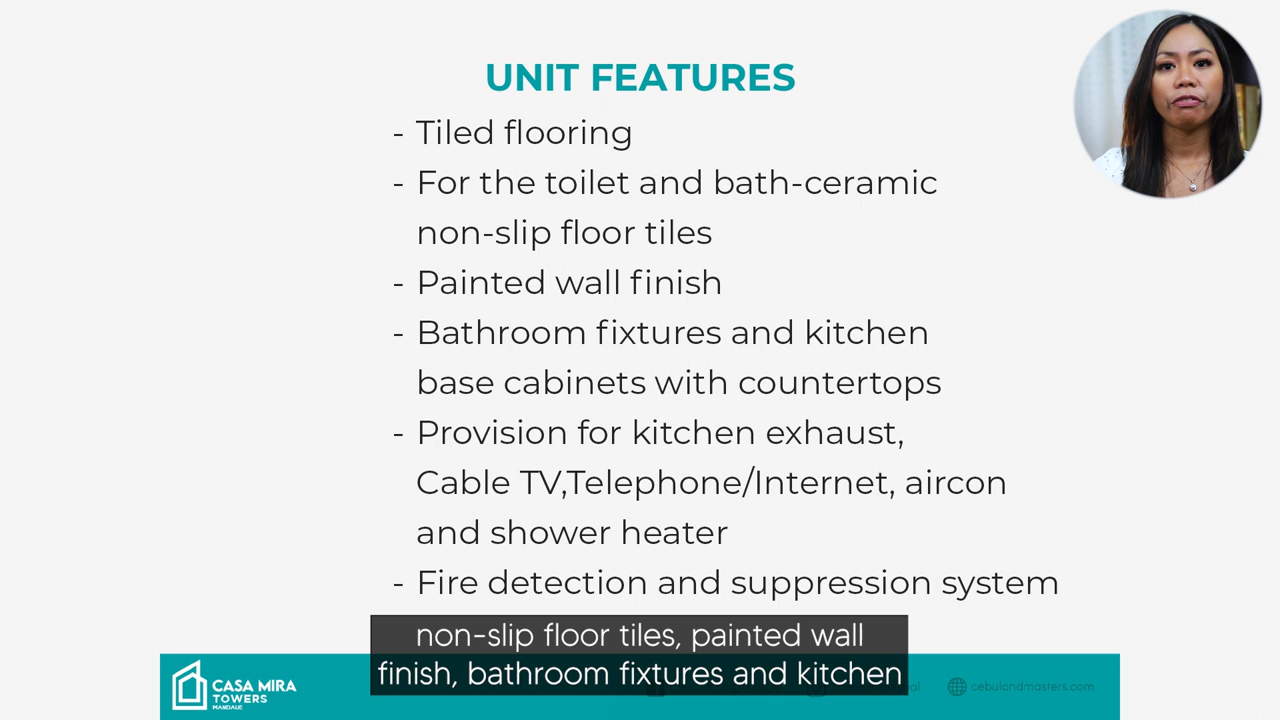 UNIT FEATURES
- Tiled flooring
- For the toilet and bath-ceramic
non-slip floor tiles
- Painted wall finish
- Bathroom fixtures and kitchen
base cabinets with countertops
- Provision for kitchen exhaust,
Cable TV,Telephone/Internet, aircon
and shower heater
- Fire detection and suppression system
non-slip floor tiles, painted wall
finish, bathroom fixtures and kitchen
CASA MIRA
TOWERS
MANDAUE
cebulandmasters.com